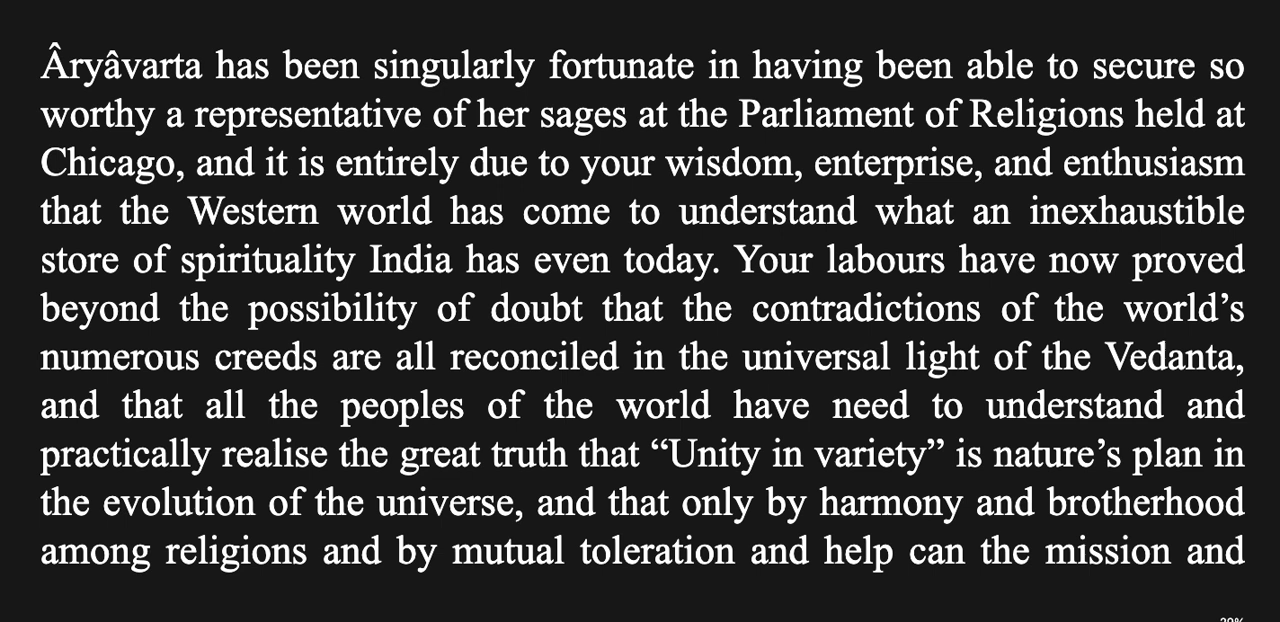 Âryâvarta has been singularly fortunate in having been able to secure so
worthy a representative of her sages at the Parliament of Religions held at
Chicago, and it is entirely due to your wisdom, enterprise, and enthusiasm
that the Western world has come to understand what an inexhaustible
store of spirituality India has even today. Your labours have now proved
beyond the possibility of doubt that the contradictions of the world’s
numerous creeds are all reconciled in the universal light of the Vedanta,
and that all the peoples of the world have need to understand and
practically realise the great truth that “Unity in variety” is nature’s plan in
the evolution of the universe, and that only by harmony and brotherhood
among religions and by mutual toleration and help can the mission and